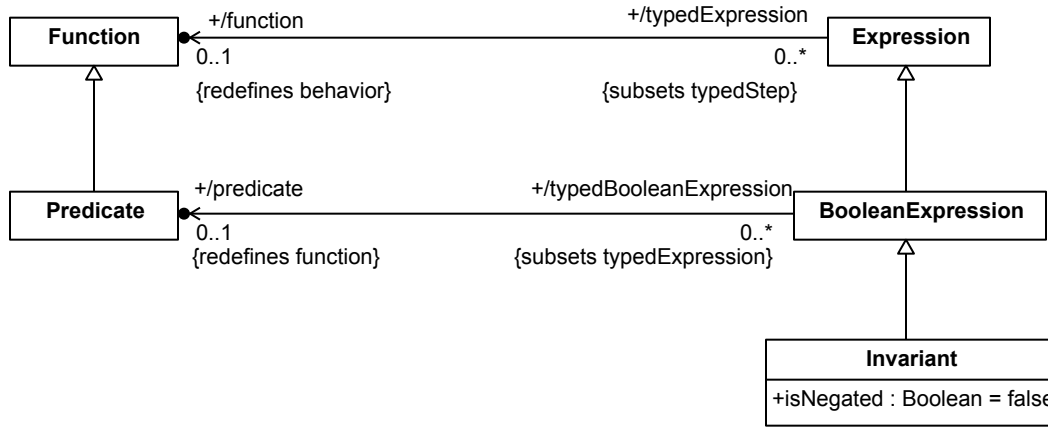 +/function
+/typedExpression
Function
Expression
0..1
0..*
{redefines behavior}
{subsets typedStep}
+/predicate
+/typedBooleanExpression
Predicate
BooleanExpression
0..1
0..*
{redefines function}
{subsets typedExpression}
Invariant
+isNegated : Boolean = false